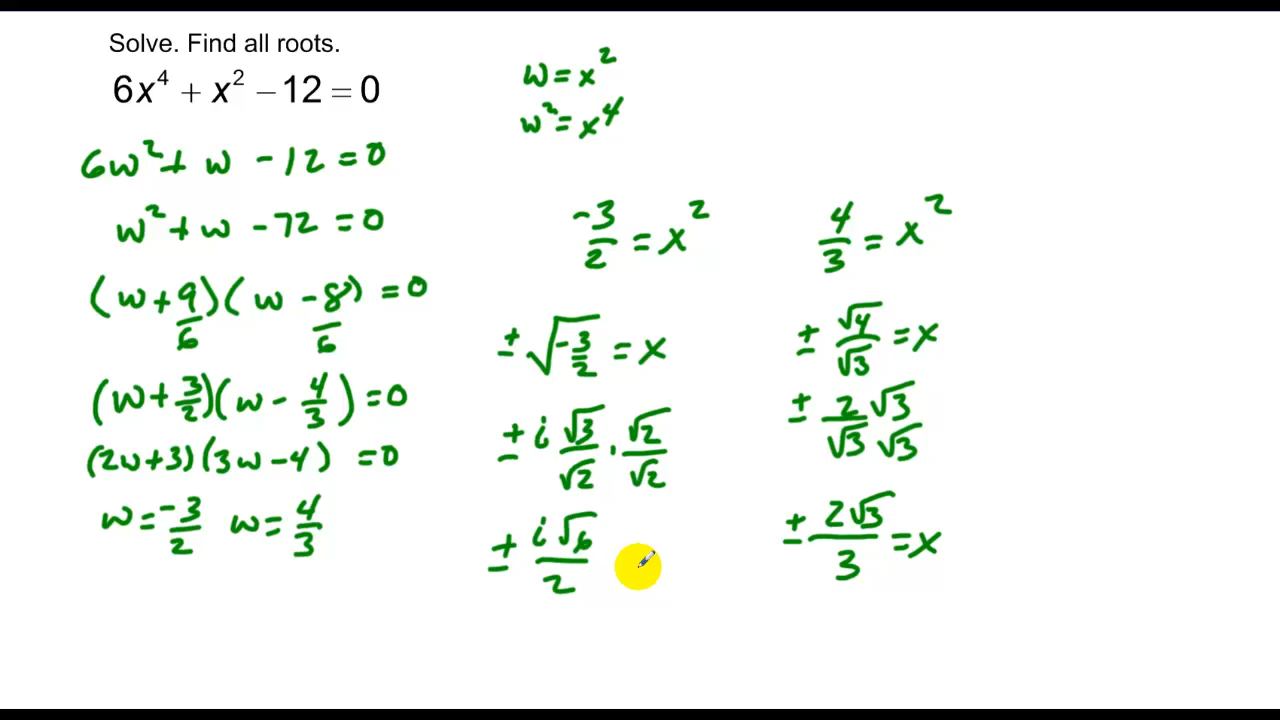 Solve. Find all roots.
6x⁴ + x² − 12 = 0
w = x²
w² = x⁴
6w² + w − 12 = 0
w² + w − 72 = 0
(w + 9/6)(w − 8/6) = 0
(w + 3/2)(w − 4/3) = 0
(2w+3)(3w−4) = 0
w = −3/2 w = 4/3
−3/2 = x²
± √(−3/2) = x
± i √3/√2 · √2/√2
± i√6/2
4/3 = x²
± √4/√3 = x
± 2√3/√3√3
± 2√3/3 = x